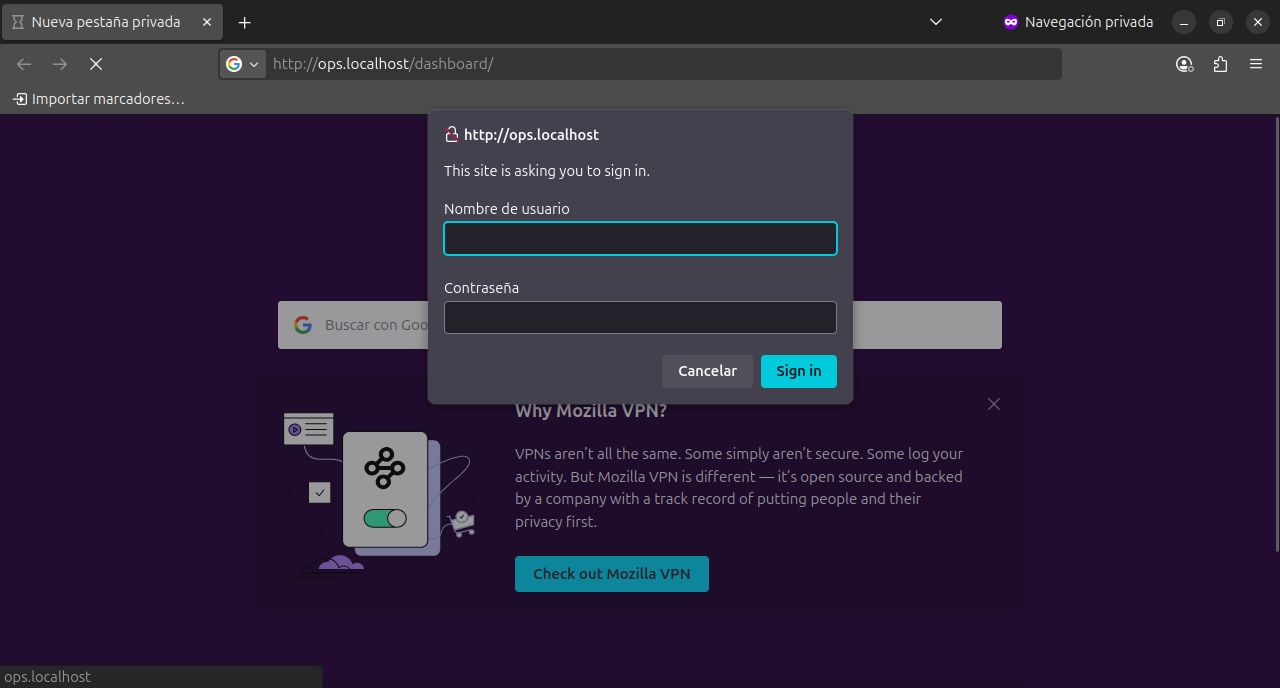 Nueva pestaña privada
Navegación privada
http://ops.localhost/dashboard/
Importar marcadores…
http://ops.localhost
This site is asking you to sign in.
Nombre de usuario
Contraseña
Cancelar
Sign in
Buscar con Goo
Why Mozilla VPN?
VPNs aren’t all the same. Some simply aren’t secure. Some log your
activity. But Mozilla VPN is different — it’s open source and backed
by a company with a track record of putting people and their
privacy first.
Check out Mozilla VPN
ops.localhost